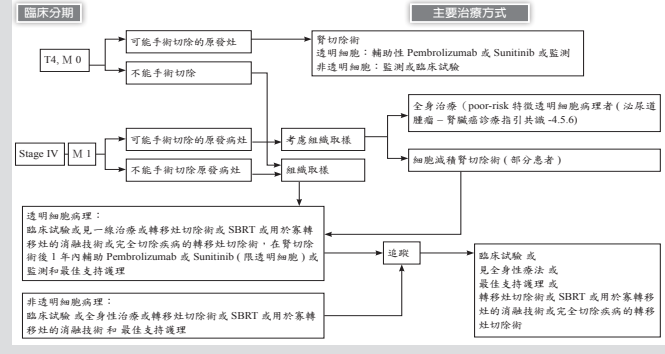 臨床分期
主要治療方式
T4, M 0
可能手術切除的原發灶
不能手術切除
腎切除術
透明細胞：輔助性 Pembrolizumab 或 Sunitinib 或監測
非透明細胞：監測或臨床試驗
Stage IV
M 1
可能手術切除的原發病灶
不能手術切除原發病灶
考慮組織取樣
組織取樣
全身治療（poor-risk 特徵透明細胞病理者 ( 泌尿道
腫瘤 – 腎臟癌診療指引共識 -4.5.6)
細胞減積腎切除術 ( 部分患者 )
透明細胞病理：
臨床試驗或見一線治療或轉移灶切除術或 SBRT 或用於寡轉
移灶的消融技術或完全切除疾病的轉移灶切除術，在腎切除
術後 1 年內輔助 Pembrolizumab 或 Sunitinib ( 限透明細胞 ) 或
監測和最佳支持護理
非透明細胞病理：
臨床試驗 或全身性治療或轉移灶切除術或 SBRT 或用於寡轉
移灶的消融技術 和 最佳支持護理
追蹤
臨床試驗 或
見全身性療法 或
最佳支持護理 或
轉移灶切除術或 SBRT 或用於寡轉移
灶的消融技術或完全切除疾病的轉移
灶切除術